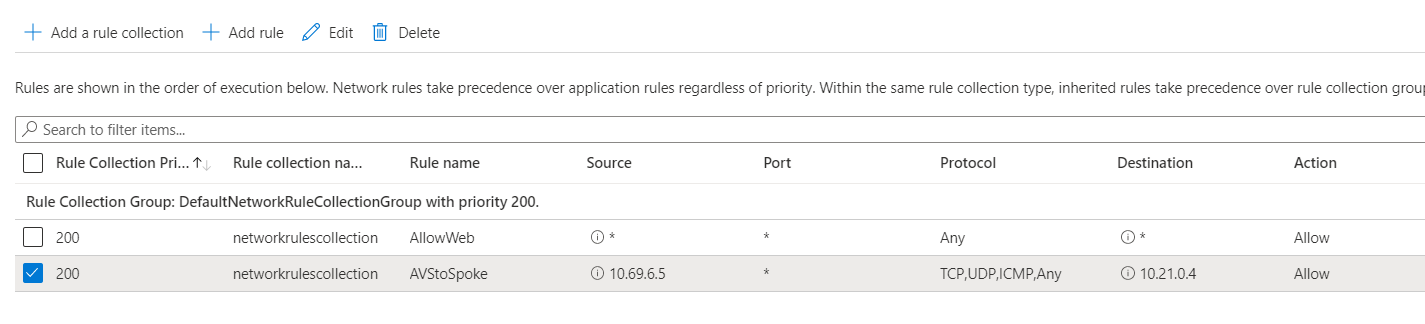 Add a rule collection Add rule Edit Delete
Rules are shown in the order of execution below. Network rules take precedence over application rules regardless of priority. Within the same rule collection type, inherited rules take precedence over rule collection grou
Search to filter items...
Rule Collection Pri... Rule collection na... Rule name Source Port Protocol Destination Action
Rule Collection Group: DefaultNetworkRuleCollectionGroup with priority 200.
200 networkrulescollection AllowWeb * * Any * Allow
200 networkrulescollection AVStoSpoke 10.69.6.5 * TCP,UDP,ICMP,Any 10.21.0.4 Allow